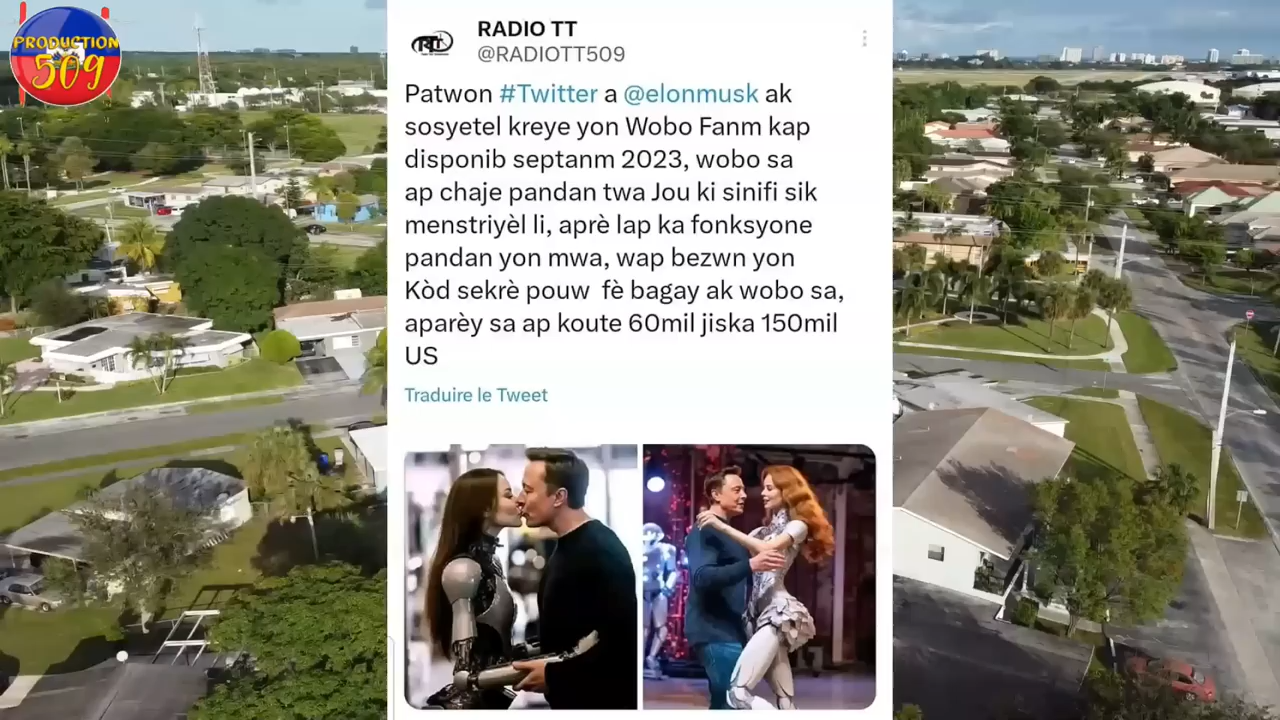 PRODUCTION
509
RTT
RADIO TT
@RADIOTT509
Patwon #Twitter a @elonmusk ak
sosyetel kreye yon Wobo Fanm kap
disponib septanm 2023, wobo sa
ap chaje pandan twa Jou ki sinifi sik
menstriyèl li, aprè lap ka fonksyone
pandan yon mwa, wap bezwn yon
Kòd sekrè pouw fè bagay ak wobo sa,
aparèy sa ap koute 60mil jiska 150mil
US
Traduire le Tweet